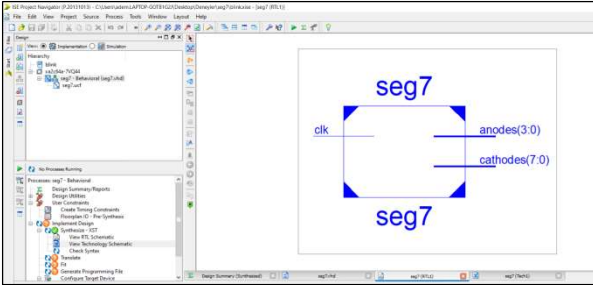 ISE Project Navigator (P.20131013) - C:\Users\adem\LAPTOP-GOTB1G2J\Desktop\Deneyler\seg7\blink.xise - [seg7 (RTL1)]
File Edit View Project Source Process Tools Window Layout Help
Design
View: Implementation Simulation
Hierarchy
blink
xc2c64a-7VQ44
seg7 - Behavioral (seg7.vhd)
seg7.ucf
No Processes Running
Processes: seg7 - Behavioral
Design Summary/Reports
Design Utilities
User Constraints
Create Timing Constraints
Floorplan IO - Pre-Synthesis
Implement Design
Synthesize - XST
View RTL Schematic
View Technology Schematic
Check Syntax
Translate
Fit
Generate Programming File
Configure Target Device
seg7
clk
anodes(3:0)
cathodes(7:0)
seg7
Design Summary (Synthesized)
seg7.vhd
seg7 (RTL1)
seg7 (Tech1)